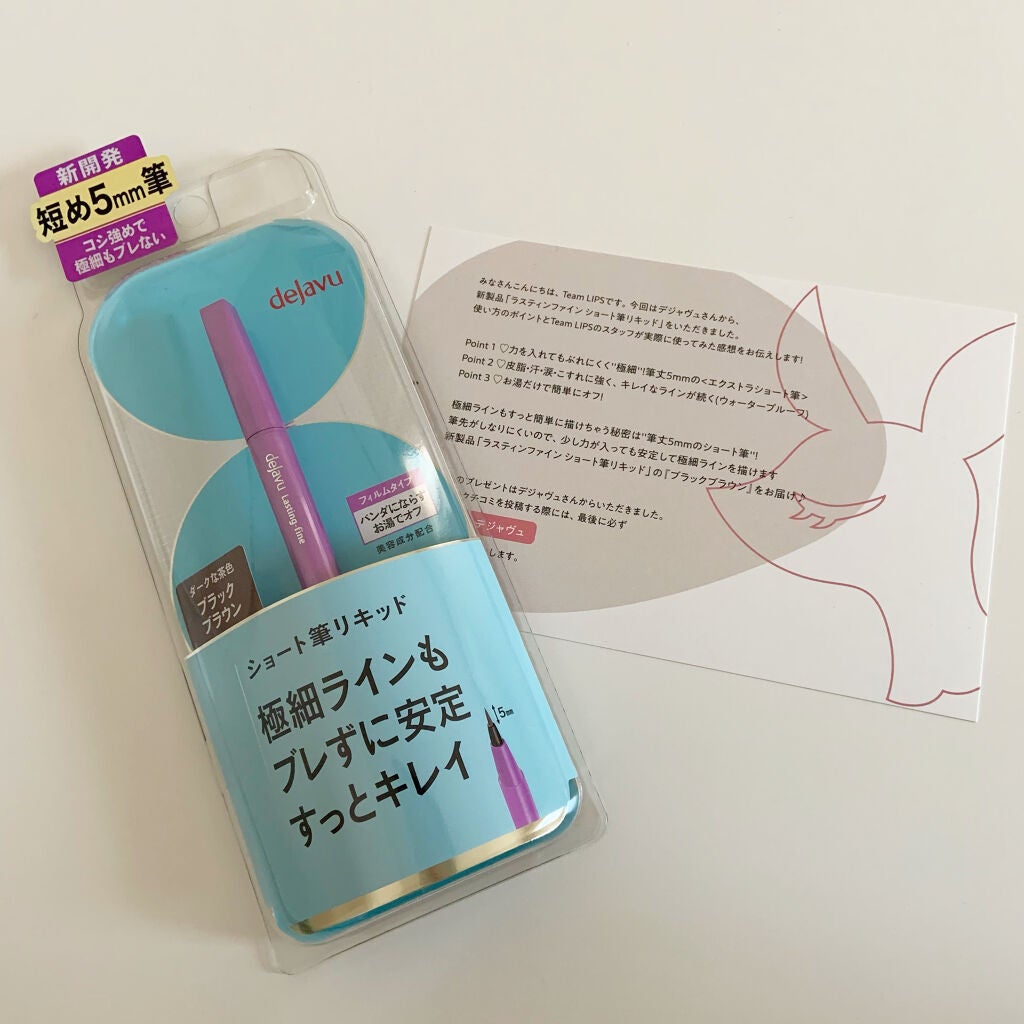 新開発
短め5mm筆
コシ強めで
極細もブレない
dejavu
dejavu Lasting-fine
フィルムタイプ
パンダにならず
お湯でオフ
美容成分配合
ダークな茶色
ブラック
ブラウン
ショート筆リキッド
極細ラインも
ブレずに安定
すっとキレイ
5mm
みなさんこんにちは、Team LIPSです。今回はデジャヴュさんから、
新製品「ラスティンファイン ショート筆リキッド」をいただきました。
使い方のポイントとTeam LIPSのスタッフが実際に使ってみた感想をお伝えします!
Point 1 ♡力を入れてもぶれにくく"極細"!筆丈5mmの<エクストラショート筆>
Point 2 ♡皮脂・汗・涙・こすれに強く、キレイなラインが続く(ウォータープルーフ)
Point 3 ♡お湯だけで簡単にオフ!
極細ラインもすっと簡単に描けちゃう秘密は"筆丈5mmのショート筆"!
筆先がしなりにくいので、少し力が入っても安定して極細ラインを描けます
新製品「ラスティンファイン ショート筆リキッド」の『ブラックブラウン』をお届け♪
のプレゼントはデジャヴュさんからいただきました。
クチコミを投稿する際には、最後に必ず
デジャヴュ
します。